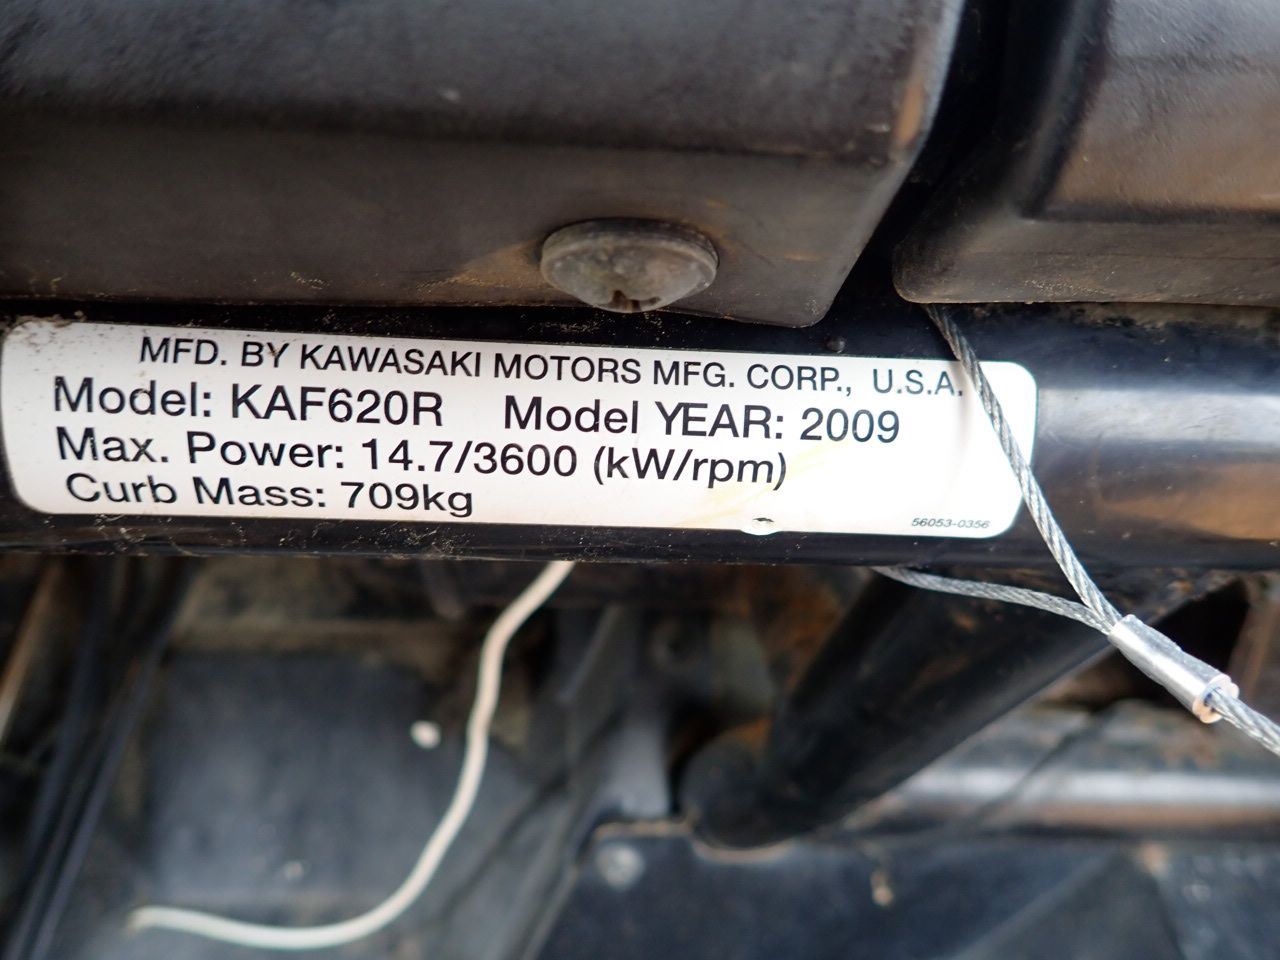 MFD. BY KAWASAKI MOTORS MFG. CORP., U.S.A.
Model: KAF620R Model YEAR: 2009
Max. Power: 14.7/3600 (kW/rpm)
Curb Mass: 709kg
56053-0356